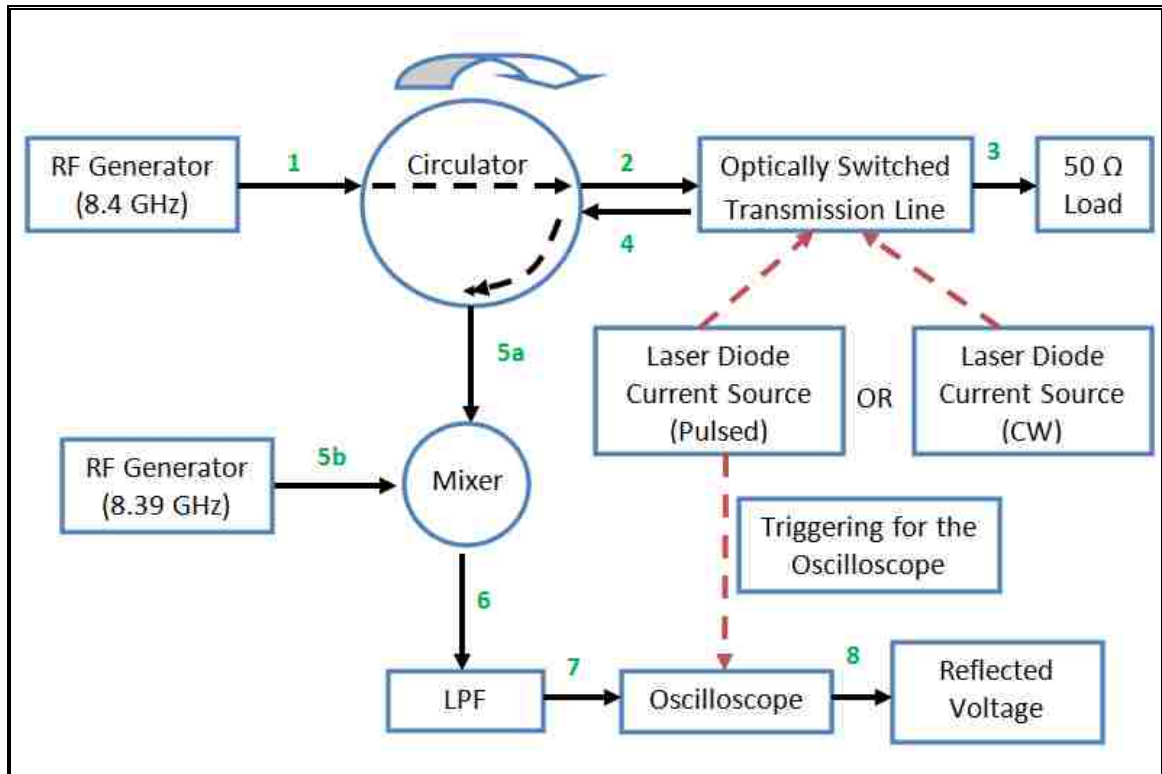 RF Generator
(8.4 GHz)
1
Circulator
2
4
Optically Switched
Transmission Line
3
50 Ω
Load
5a
Laser Diode
Current Source
(Pulsed)
OR
Laser Diode
Current Source
(CW)
RF Generator
(8.39 GHz)
5b
Mixer
Triggering for the
Oscilloscope
6
LPF
7
Oscilloscope
8
Reflected
Voltage